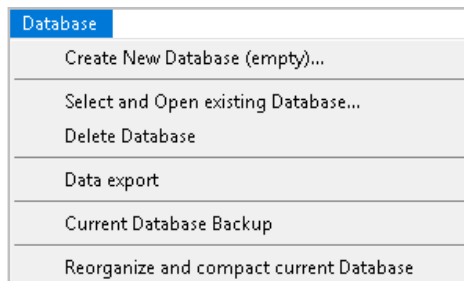 Database
Create New Database (empty)...
Select and Open existing Database...
Delete Database
Data export
Current Database Backup
Reorganize and compact current Database